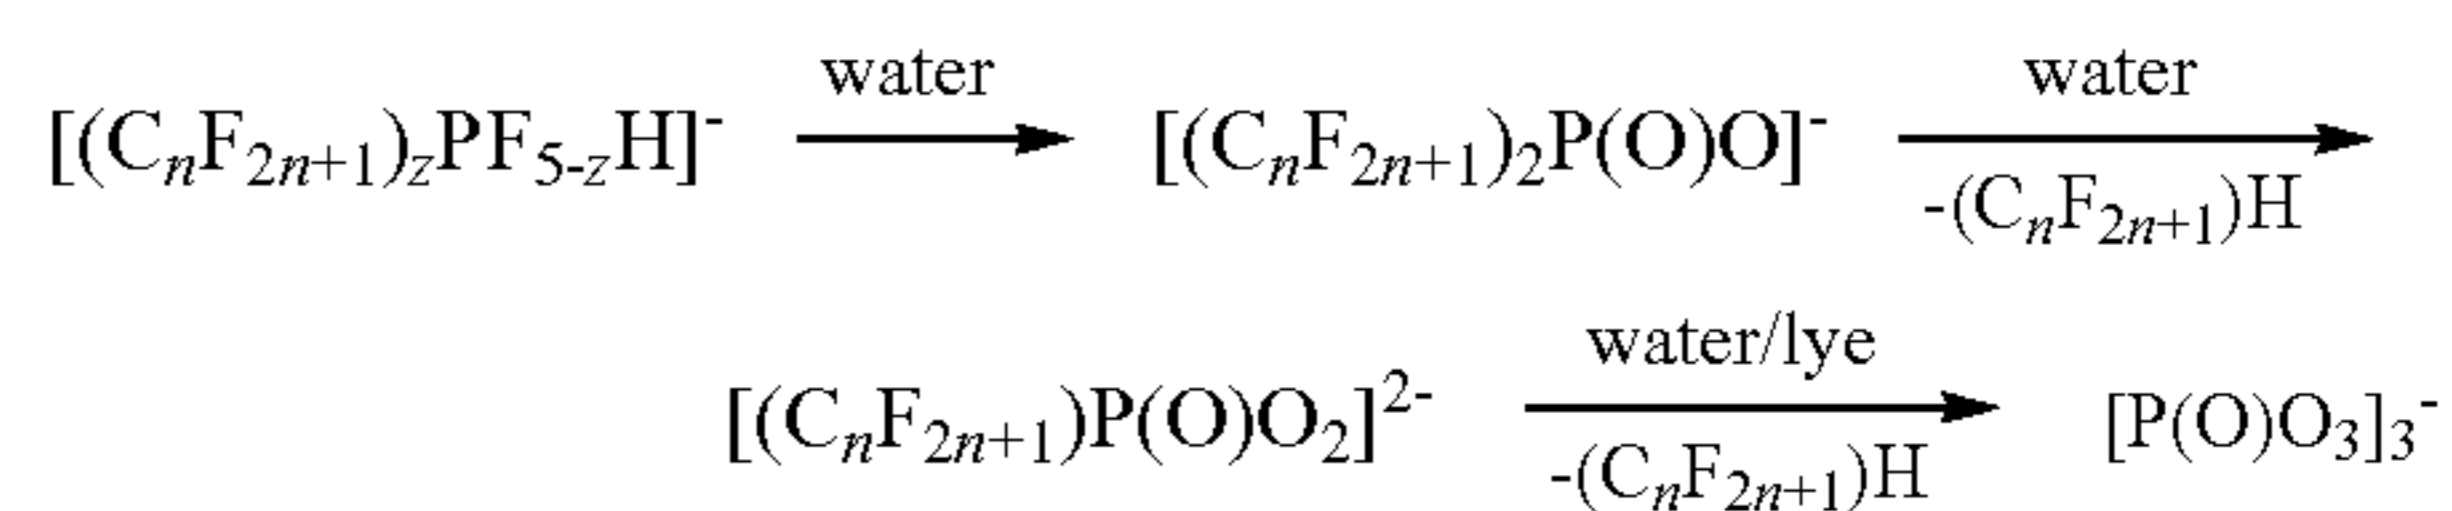 water water
[(CₙF₂ₙ₊₁)zPF₅₋zH]⁻ [(CₙF₂ₙ₊₁)₂P(O)O]⁻
-(CₙF₂ₙ₊₁)H
water/lye
[(CₙF₂ₙ₊₁)P(O)O₂]²⁻ [P(O)O₃]₃⁻
-(CₙF₂ₙ₊₁)H